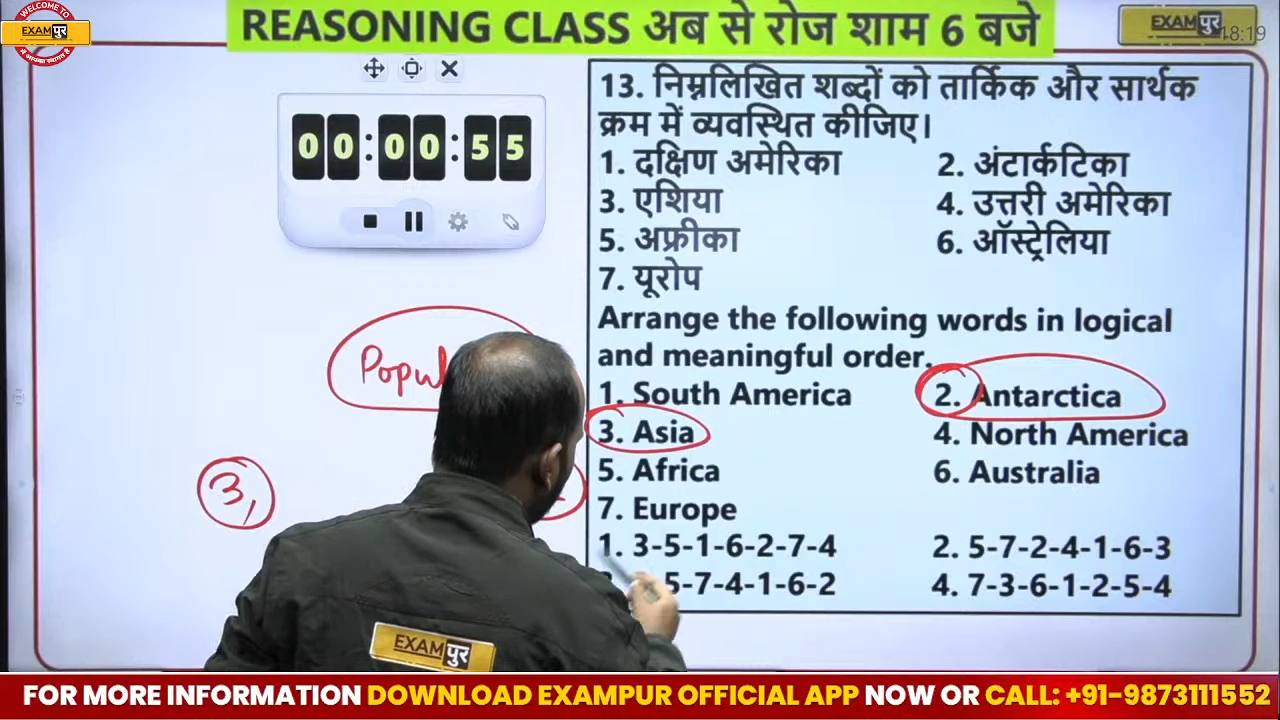 WELCOME TO
EXAMपुर
REASONING CLASS अब से रोज शाम 6 बजे
EXAMपुर
18:19
00:00:55
13. निम्नलिखित शब्दों को तार्किक और सार्थक
क्रम में व्यवस्थित कीजिए।
1. दक्षिण अमेरिका 2. अंटार्कटिका
3. एशिया 4. उत्तरी अमेरिका
5. अफ्रीका 6. ऑस्ट्रेलिया
7. यूरोप
Arrange the following words in logical
and meaningful order.
1. South America 2. Antarctica
3. Asia 4. North America
5. Africa 6. Australia
7. Europe
1. 3-5-1-6-2-7-4 2. 5-7-2-4-1-6-3
5-7-4-1-6-2 4. 7-3-6-1-2-5-4
3,
EXAMपुर
FOR MORE INFORMATION DOWNLOAD EXAMPUR OFFICIAL APP NOW OR CALL: +91-9873111552